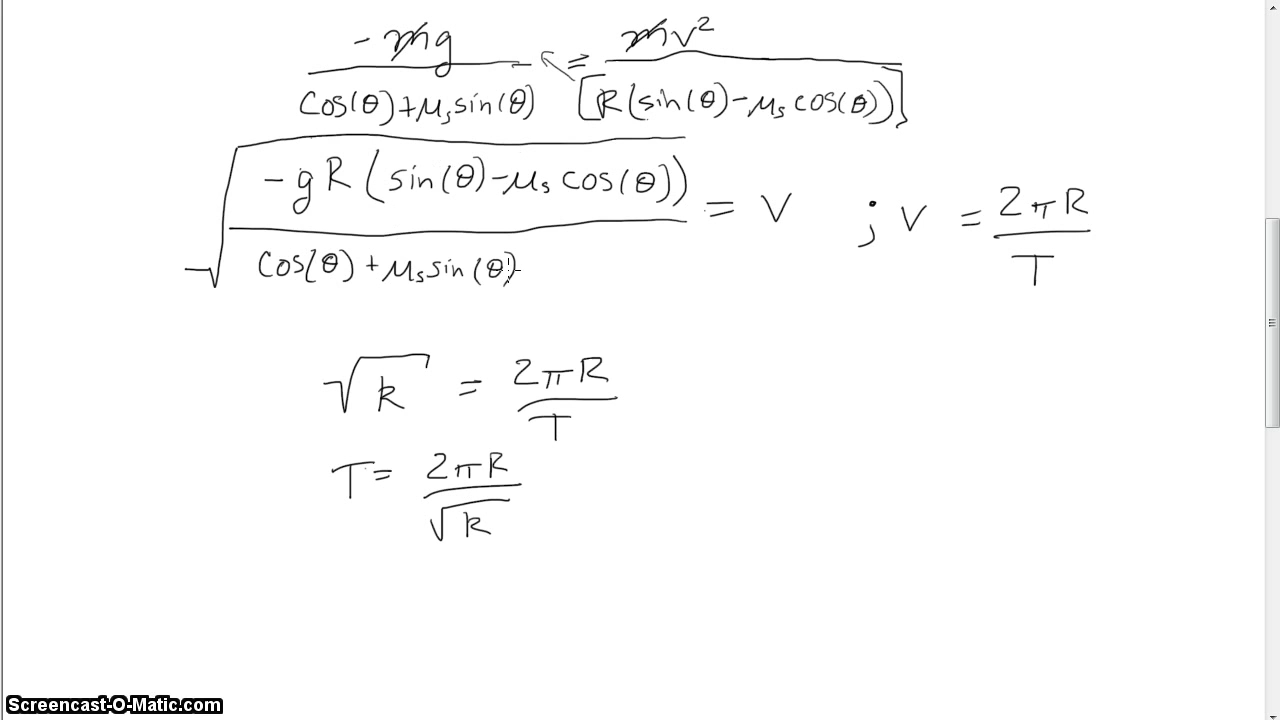 -mg / cos(θ)+μs sin(θ) = mv² / [R(sin(θ)-μs cos(θ))]
√(-gR(sin(θ)-μs cos(θ)) / cos(θ)+μs sin(θ)) = v ; v = 2πR / T
√k = 2πR / T
T = 2πR / √k
Screencast-O-Matic.com